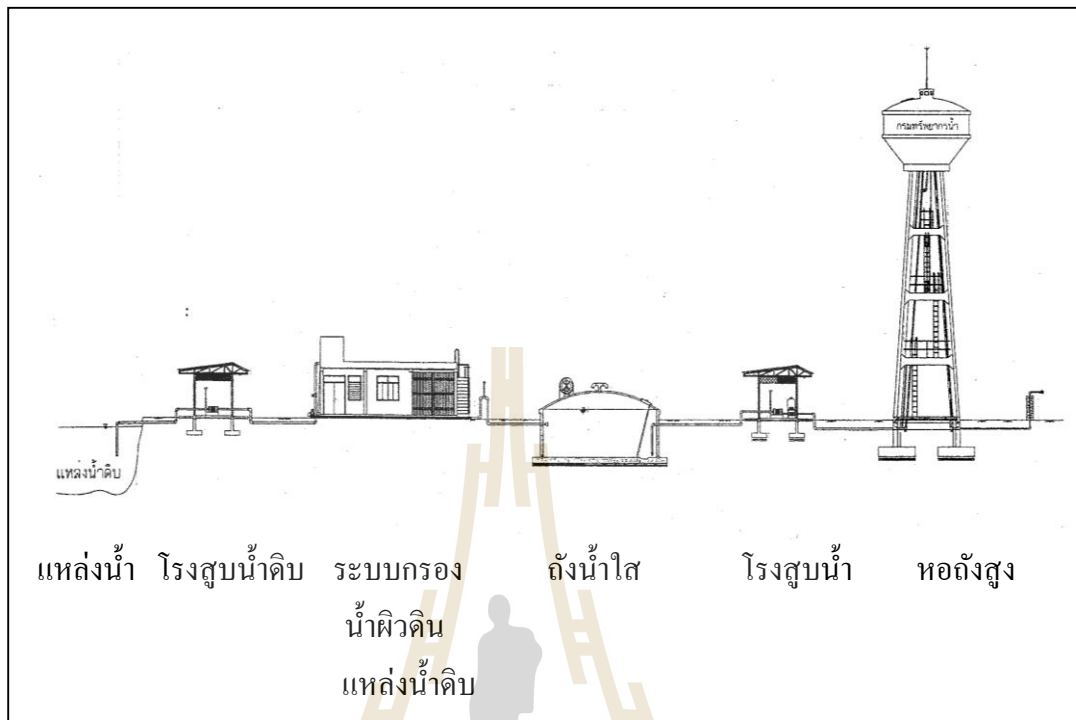 กรมทรัพยากรน้ำ
แหล่งน้ำดิบ
แหล่งน้ำ โรงสูบน้ำดิบ ระบบกรอง ถังน้ำใส โรงสูบน้ำ หอถังสูง
น้ำผิวดิน
แหล่งน้ำดิบ